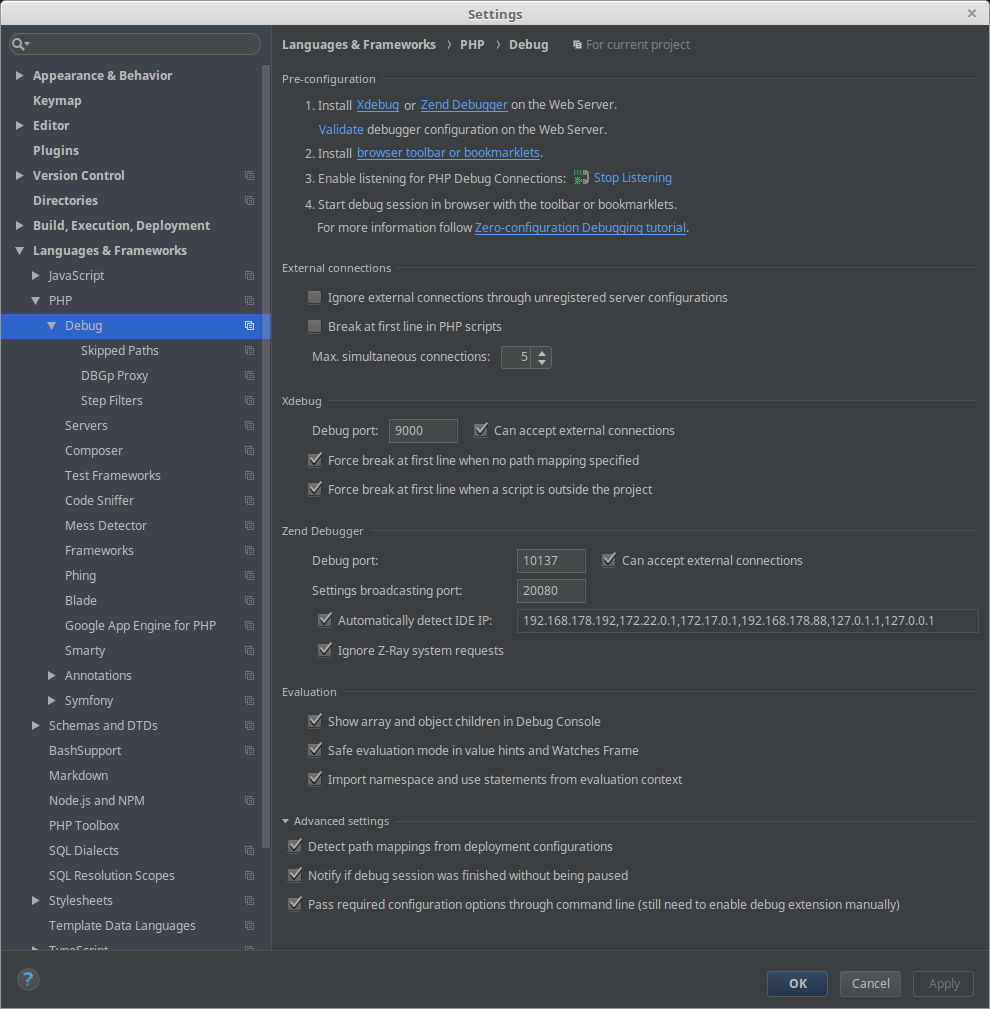 Settings
Appearance & Behavior
Keymap
Editor
Plugins
Version Control
Directories
Build, Execution, Deployment
Languages & Frameworks
JavaScript
PHP
Debug
Skipped Paths
DBGp Proxy
Step Filters
Servers
Composer
Test Frameworks
Code Sniffer
Mess Detector
Frameworks
Phing
Blade
Google App Engine for PHP
Smarty
Annotations
Symfony
Schemas and DTDs
BashSupport
Markdown
Node.js and NPM
PHP Toolbox
SQL Dialects
SQL Resolution Scopes
Stylesheets
Template Data Languages
TypeScript
Languages & Frameworks › PHP › Debug For current project
Pre-configuration
1. Install Xdebug or Zend Debugger on the Web Server.
Validate debugger configuration on the Web Server.
2. Install browser toolbar or bookmarklets.
3. Enable listening for PHP Debug Connections: Stop Listening
4. Start debug session in browser with the toolbar or bookmarklets.
For more information follow Zero-configuration Debugging tutorial.
External connections
Ignore external connections through unregistered server configurations
Break at first line in PHP scripts
Max. simultaneous connections: 5
Xdebug
Debug port: 9000 Can accept external connections
Force break at first line when no path mapping specified
Force break at first line when a script is outside the project
Zend Debugger
Debug port: 10137 Can accept external connections
Settings broadcasting port: 20080
Automatically detect IDE IP: 192.168.178.192,172.22.0.1,172.17.0.1,192.168.178.88,127.0.1.1,127.0.0.1
Ignore Z-Ray system requests
Evaluation
Show array and object children in Debug Console
Safe evaluation mode in value hints and Watches Frame
Import namespace and use statements from evaluation context
Advanced settings
Detect path mappings from deployment configurations
Notify if debug session was finished without being paused
Pass required configuration options through command line (still need to enable debug extension manually)
?
OK Cancel Apply